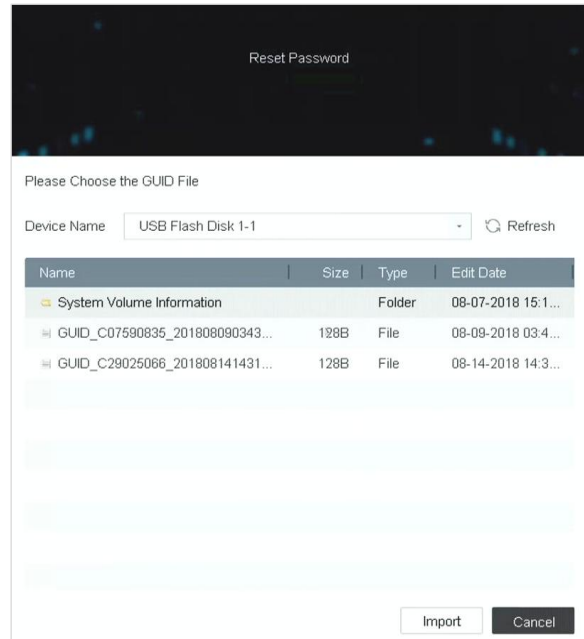 Reset Password
Please Choose the GUID File
Device Name USB Flash Disk 1-1 Refresh
Name Size Type Edit Date
System Volume Information Folder 08-07-2018 15:1...
GUID_C07590835_201808090343... 128B File 08-09-2018 03:4...
GUID_C29025066_201808141431... 128B File 08-14-2018 14:3...
Import Cancel